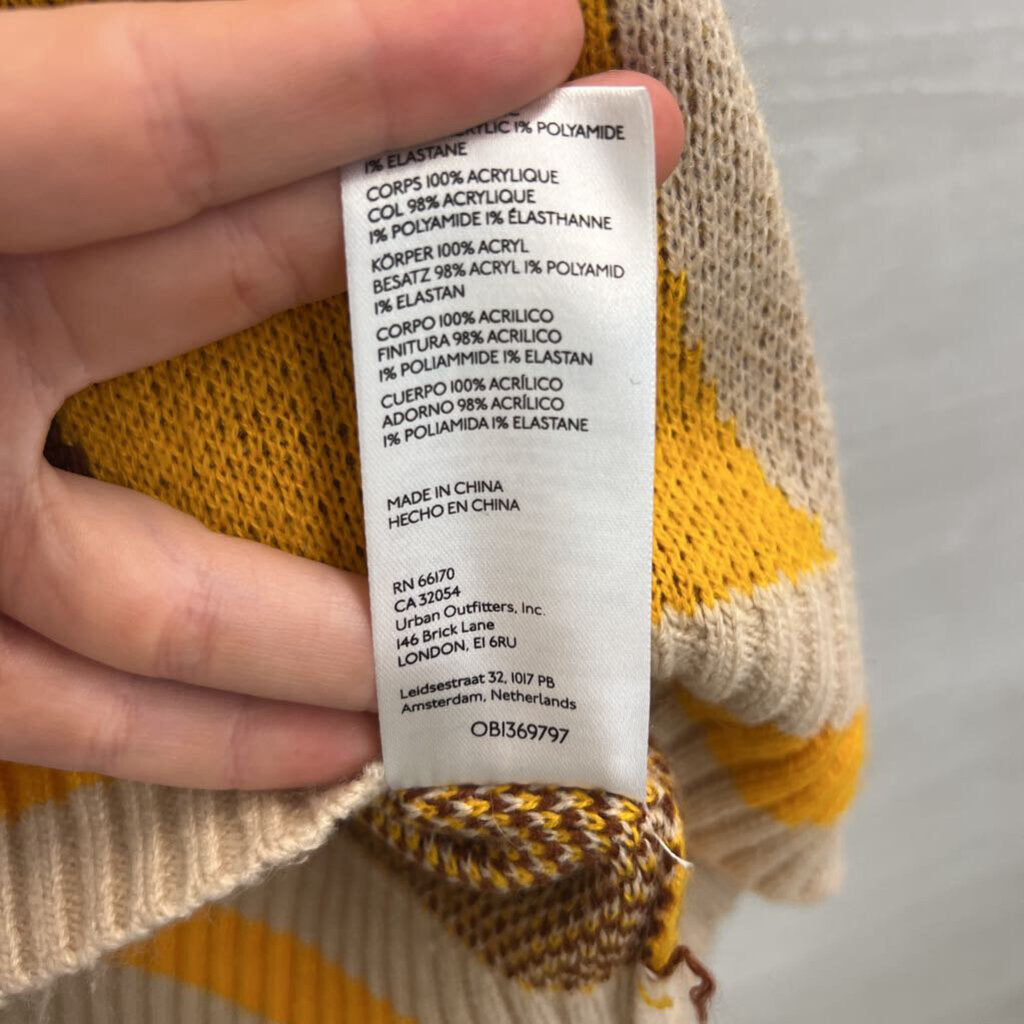 1% POLYAMIDE
1% ELASTANE
CORPS 100% ACRYLIQUE
COL 98% ACRYLIQUE
1% POLYAMIDE 1% ÉLASTHANNE
KÖRPER 100% ACRYL
BESATZ 98% ACRYL 1% POLYAMID
1% ELASTAN
CORPO 100% ACRILICO
FINITURA 98% ACRILICO
1% POLIAMMIDE 1% ELASTAN
CUERPO 100% ACRÍLICO
ADORNO 98% ACRÍLICO
1% POLIAMIDA 1% ELASTANE
MADE IN CHINA
HECHO EN CHINA
RN 66170
CA 32054
Urban Outfitters, Inc.
146 Brick Lane
LONDON, E1 6RU
Leidsestraat 32, 1017 PB
Amsterdam, Netherlands
OB1369797